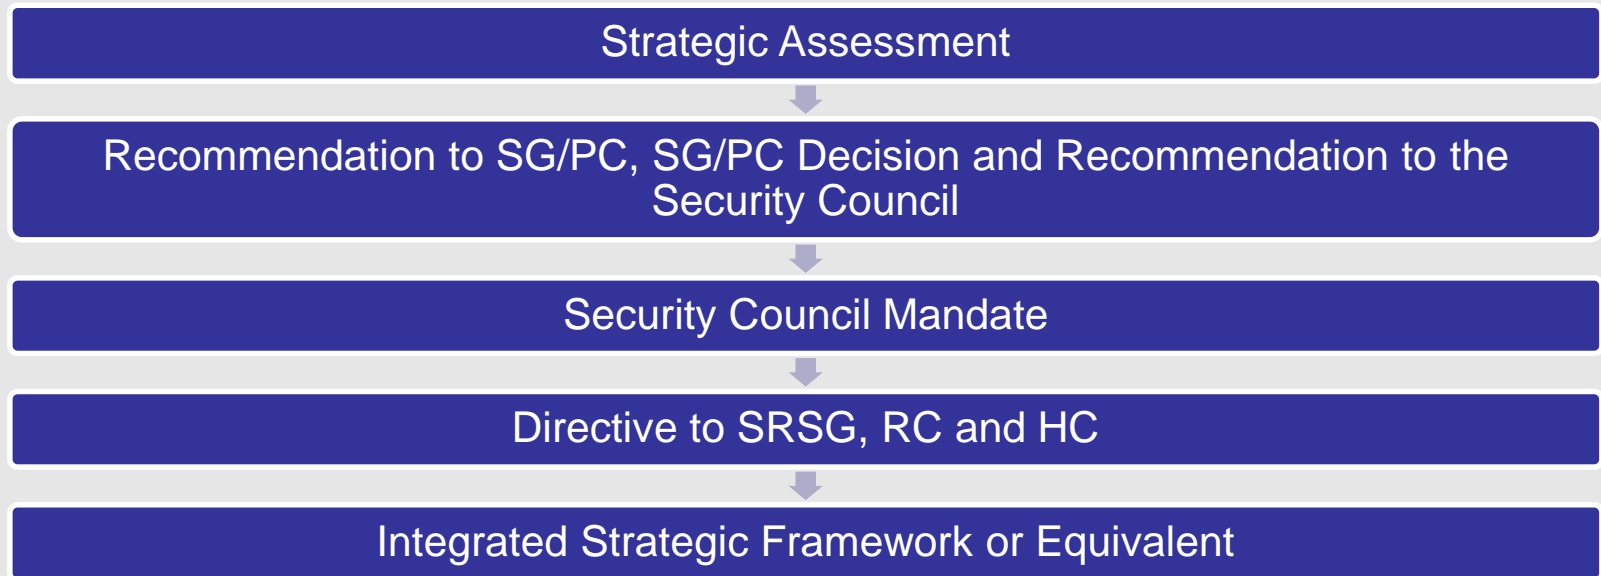 Strategic Assessment
Recommendation to SG/PC, SG/PC Decision and Recommendation to the
Security Council
Security Council Mandate
Directive to SRSG, RC and HC
Integrated Strategic Framework or Equivalent